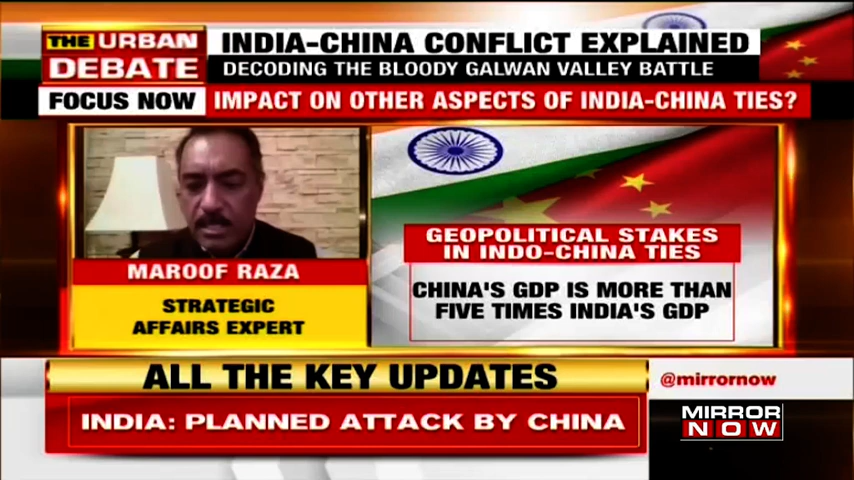 THE URBAN
DEBATE
INDIA-CHINA CONFLICT EXPLAINED
DECODING THE BLOODY GALWAN VALLEY BATTLE
FOCUS NOW
IMPACT ON OTHER ASPECTS OF INDIA-CHINA TIES?
MAROOF RAZA
STRATEGIC
AFFAIRS EXPERT
GEOPOLITICAL STAKES
IN INDO-CHINA TIES
CHINA'S GDP IS MORE THAN
FIVE TIMES INDIA'S GDP
ALL THE KEY UPDATES
@mirrornow
INDIA: PLANNED ATTACK BY CHINA
MIRROR
NOW